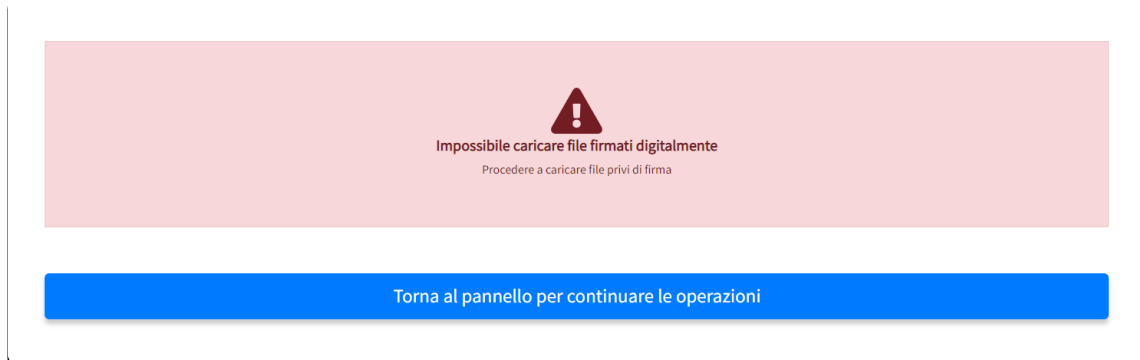 Impossibile caricare file firmati digitalmente
Procedere a caricare file privi di firma
Torna al pannello per continuare le operazioni